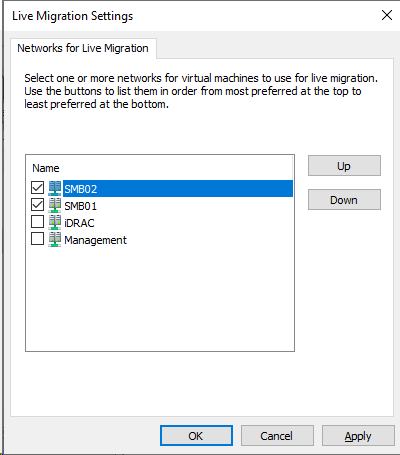 Live Migration Settings
Networks for Live Migration
Select one or more networks for virtual machines to use for live migration.
Use the buttons to list them in order from most preferred at the top to
least preferred at the bottom.
Name
SMB02
SMB01
iDRAC
Management
Up
Down
OK
Cancel
Apply